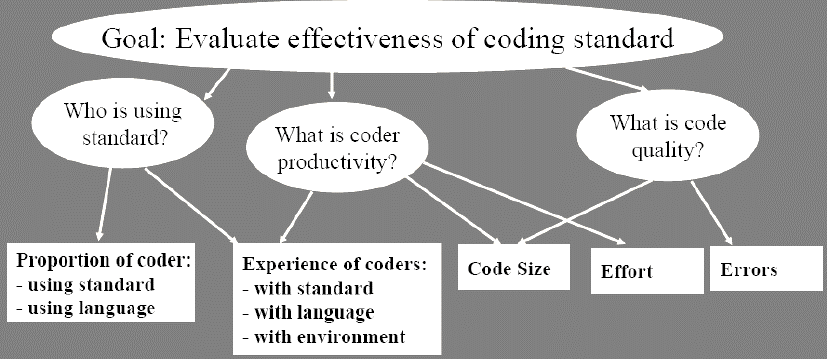 Goal: Evaluate effectiveness of coding standard
Who is using
standard?
What is coder
productivity?
What is code
quality?
Proportion of coder:
- using standard
- using language
Experience of coders:
- with standard
- with language
- with environment
Code Size
Effort
Errors